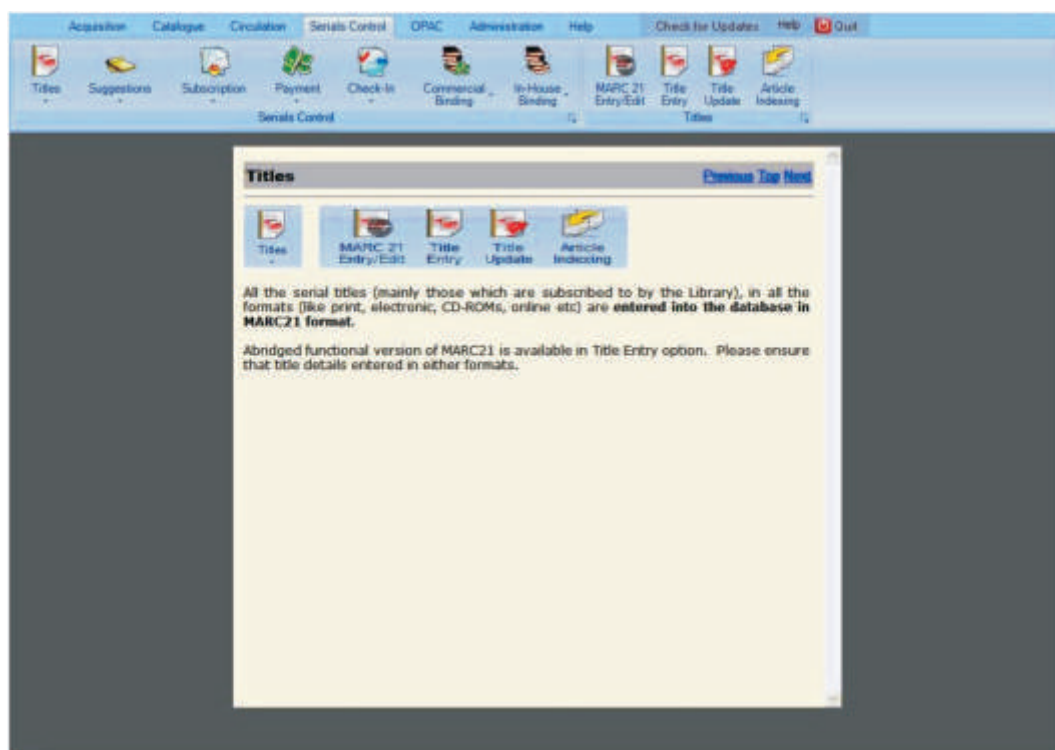 Acquisition Catalogue Circulation Serials Control OPAC Administration Help Check for Updates Help Quit
Titles Suggestions Subscription Payment Check-In Commercial Binding In-House Binding MARC 21 Entry/Edit Title Entry Title Update Article Indexing
Serials Control Titles
Titles Previous Top Next
Titles MARC 21 Entry/Edit Title Entry Title Update Article Indexing
All the serial titles (mainly those which are subscribed to by the Library), in all the
formats (like print, electronic, CD-ROMs, online etc) are entered into the database in
MARC21 format.
Abridged functional version of MARC21 is available in Title Entry option. Please ensure
that title details entered in either formats.